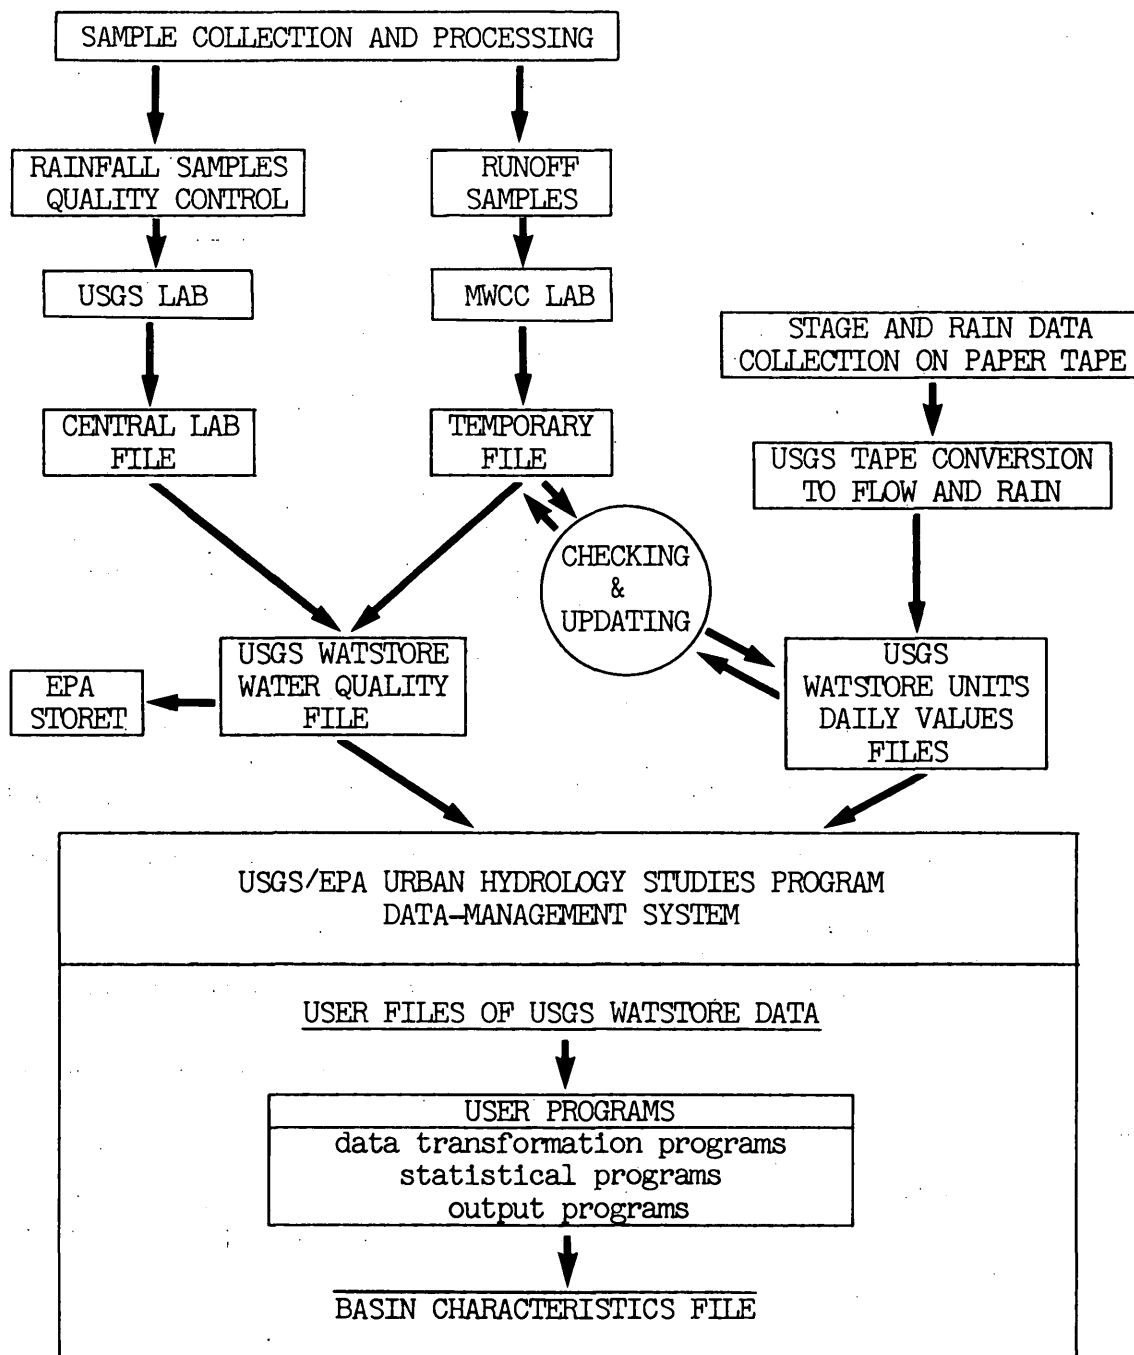 SAMPLE COLLECTION AND PROCESSING
RAINFALL SAMPLES
QUALITY CONTROL
RUNOFF
SAMPLES
USGS LAB
MWCC LAB
STAGE AND RAIN DATA
COLLECTION ON PAPER TAPE
CENTRAL LAB
FILE
TEMPORARY
FILE
USGS TAPE CONVERSION
TO FLOW AND RAIN
CHECKING
&
UPDATING
USGS WATSTORE
WATER QUALITY
FILE
EPA
STORET
USGS
WATSTORE UNITS
DAILY VALUES
FILES
USGS/EPA URBAN HYDROLOGY STUDIES PROGRAM
DATA-MANAGEMENT SYSTEM
USER FILES OF USGS WATSTORE DATA
USER PROGRAMS
data transformation programs
statistical programs
output programs
BASIN CHARACTERISTICS FILE